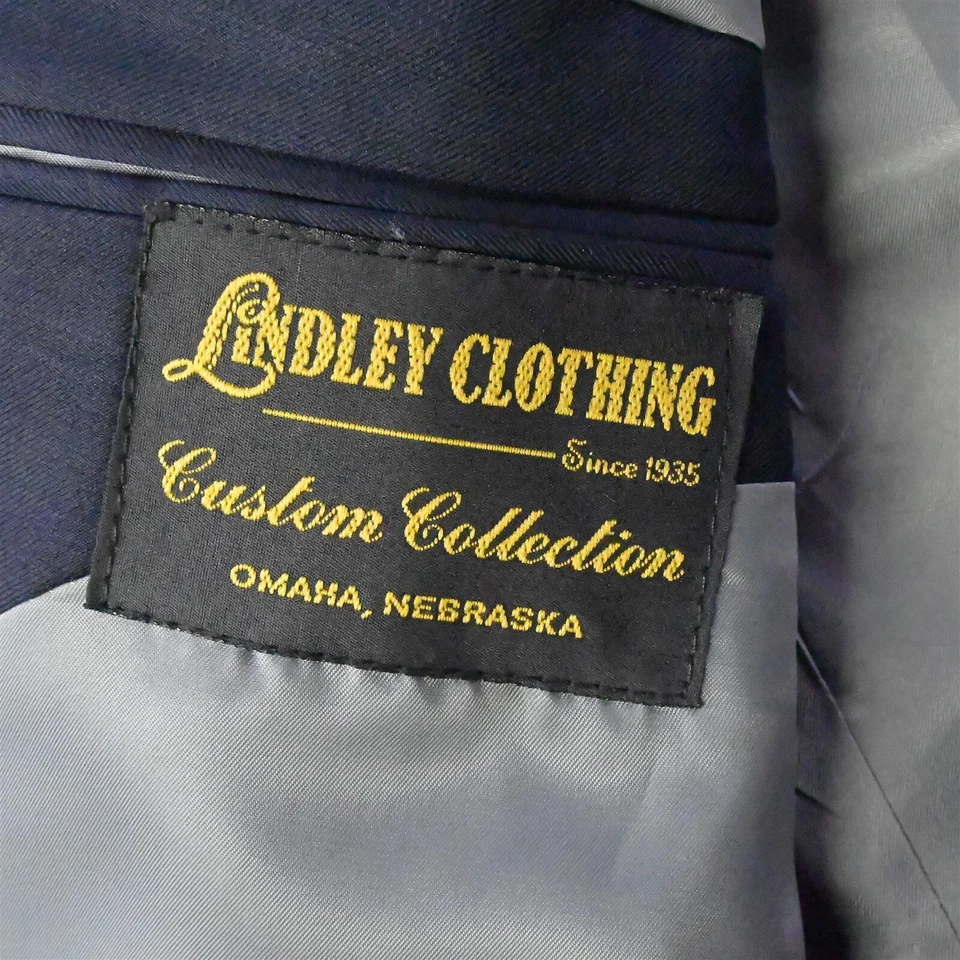 LINDLEY CLOTHING
Since 1935
Custom Collection
OMAHA, NEBRASKA